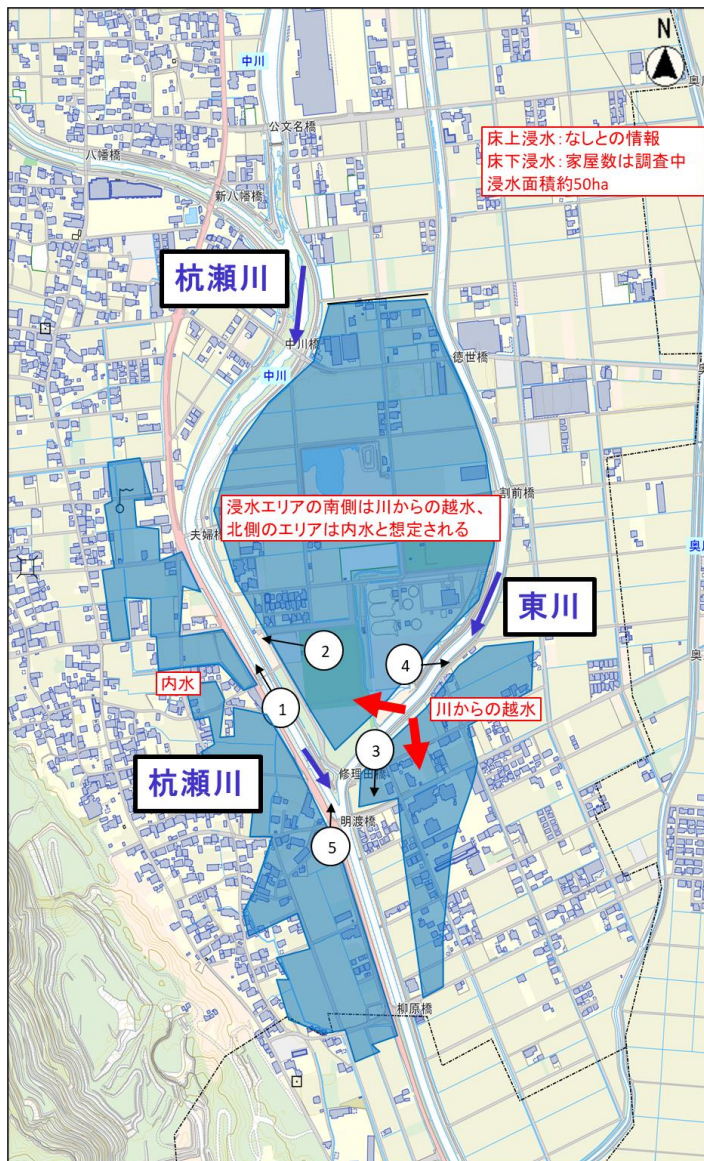 中川
N
奥川
公文名橋
八幡橋
床上浸水：なしとの情報
床下浸水：家屋数は調査中
浸水面積約50ha
新八幡橋
杭瀬川
中川橋
中川
徳世橋
割前橋
浸水エリアの南側は川からの越水、
北側のエリアは内水と想定される
夫婦橋
東川
2
4
内水
1
川からの越水
3
杭瀬川
修理田橋
明渡橋
5
柳原橋